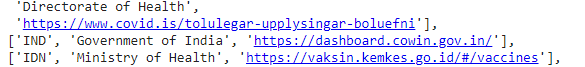 'Directorate of Health',
'https://www.covid.is/tolulegar-upplysingar-boluefni'],
['IND', 'Government of India', 'https://dashboard.cowin.gov.in/'],
['IDN', 'Ministry of Health', 'https://vaksin.kemkes.go.id/#/vaccines'],